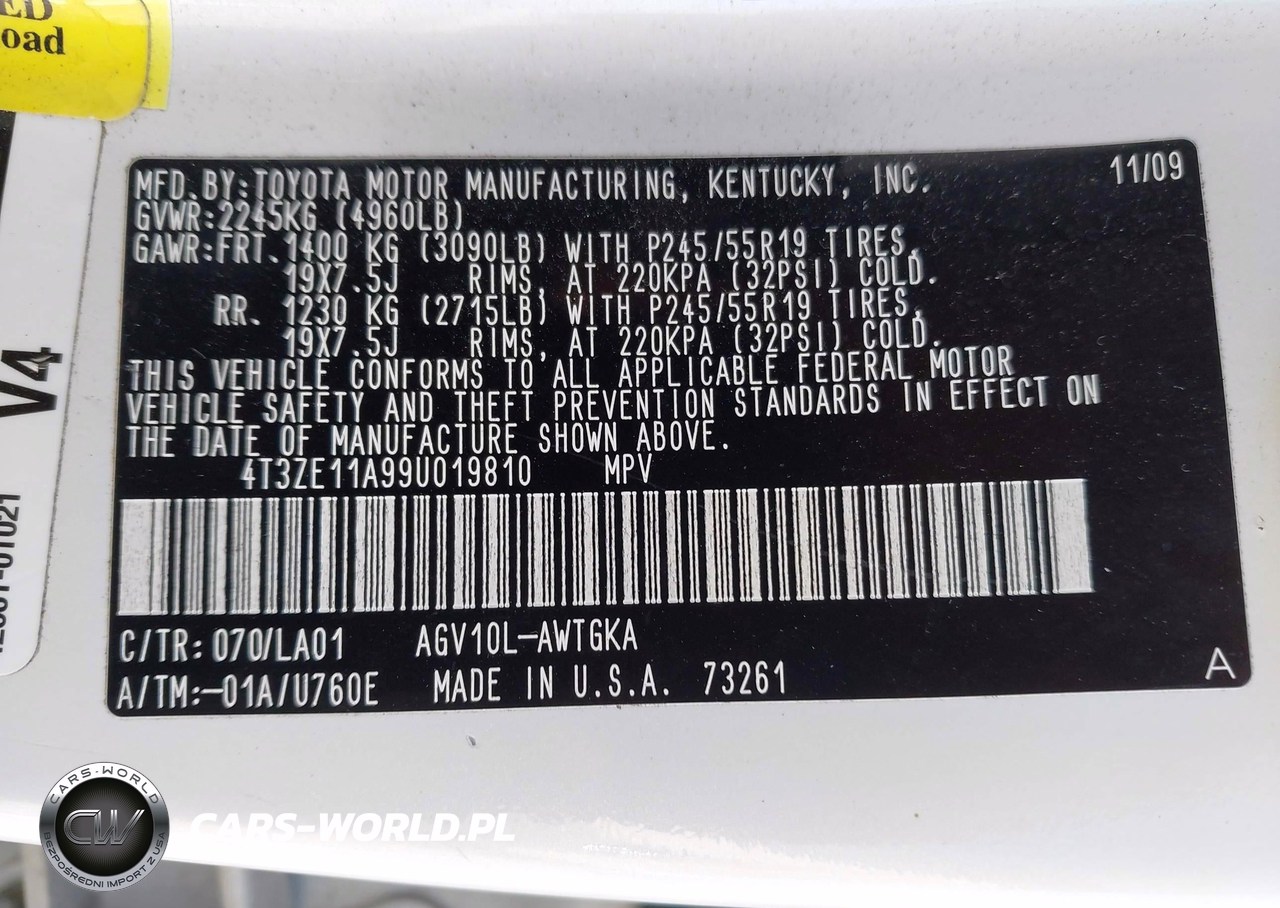 ED
oad
V4
MFD.BY:TOYOTA MOTOR MANUFACTURING, KENTUCKY, INC. 11/09
GVWR:2245KG (4960LB)
GAWR:FRT. 1400 KG (3090LB) WITH P245/55R19 TIRES,
19X7.5J RIMS, AT 220KPA (32PSI) COLD.
RR. 1230 KG (2715LB) WITH P245/55R19 TIRES,
19X7.5J RIMS, AT 220KPA (32PSI) COLD.
THIS VEHICLE CONFORMS TO ALL APPLICABLE FEDERAL MOTOR
VEHICLE SAFETY AND THEFT PREVENTION STANDARDS IN EFFECT ON
THE DATE OF MANUFACTURE SHOWN ABOVE.
4T3ZE11A99U019810 MPV
C/TR:070/LA01 AGV10L-AWTGKA
A/TM:-01A/U760E MADE IN U.S.A. 73261
A
CARS-WORLD
CW
BEZPOŚREDNI IMPORT Z USA
CARS-WORLD.PL